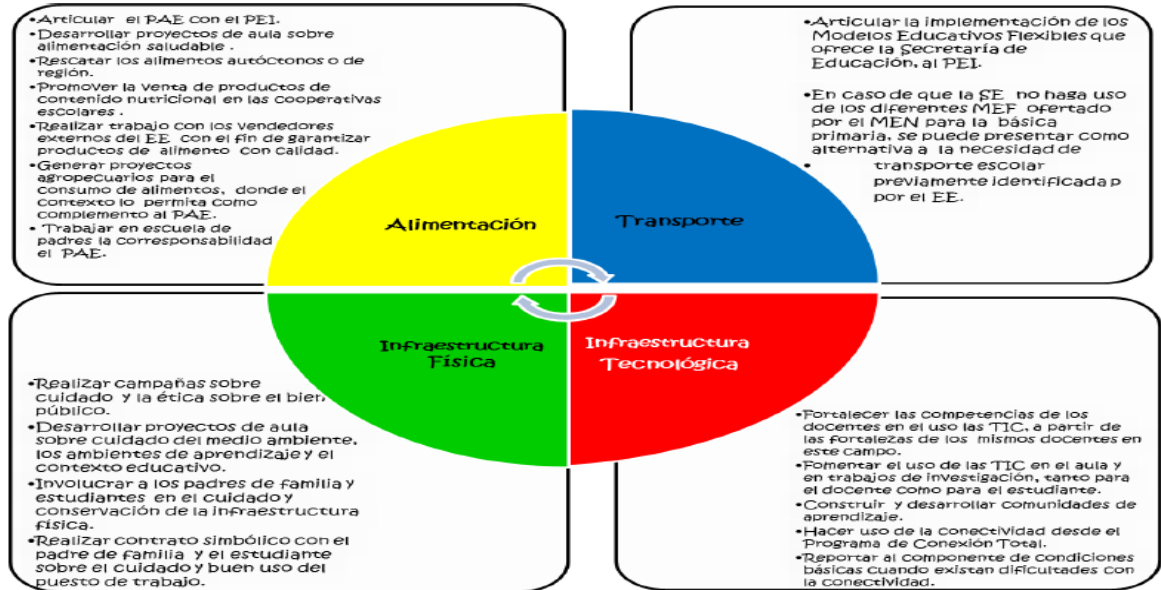 •Articular el PAE con el PEI.
•Desarrollar proyectos de aula sobre
alimentación saludable .
•Rescatar los alimentos autóctonos o de
región.
•Promover la venta de productos de
contenido nutricional en las cooperativas
escolares .
•Realizar trabajo con los vendedores
externos del EE con el fin de garantizar
productos de alimento con calidad.
•Generar proyectos
agropecuarios para el
consumo de alimentos, donde el
contexto lo permita como
complemento al PAE.
• Trabajar en escuela de
padres la corresponsabilidad
el PAE.
•Articular la implementación de los
Modelos Educativos Flexibles que
ofrece la Secretaría de
Educación, al PEI.
•En caso de que la SE no haga uso
de los diferentes MEF ofertado
por el MEN para la básica
primaria, se puede presentar como
alternativa a la necesidad de
• transporte escolar
previamente identificada p
por el EE.
Alimentación
Transporte
Infraestructura
Física
Infraestructura
Tecnológica
•Realizar campañas sobre
cuidado y la ética sobre el bien
público.
•Desarrollar proyectos de aula
sobre cuidado del medio ambiente,
los ambientes de aprendizaje y el
contexto educativo.
•Involucrar a los padres de familia y
estudiantes en el cuidado y
conservación de la infraestructura
física.
•Realizar contrato simbólico con el
padre de familia y el estudiante
sobre el cuidado y buen uso del
puesto de trabajo.
•Fortalecer las competencias de los
docentes en el uso las TIC, a partir de
las fortalezas de los mismos docentes en
este campo.
•Fomentar el uso de las TIC en el aula y
en trabajos de investigación, tanto para
el docente como para el estudiante.
•Construir y desarrollar comunidades de
aprendizaje.
•Hacer uso de la conectividad desde el
Programa de Conexión Total.
•Reportar al componente de condiciones
básicas cuando existan dificultades con
la conectividad.